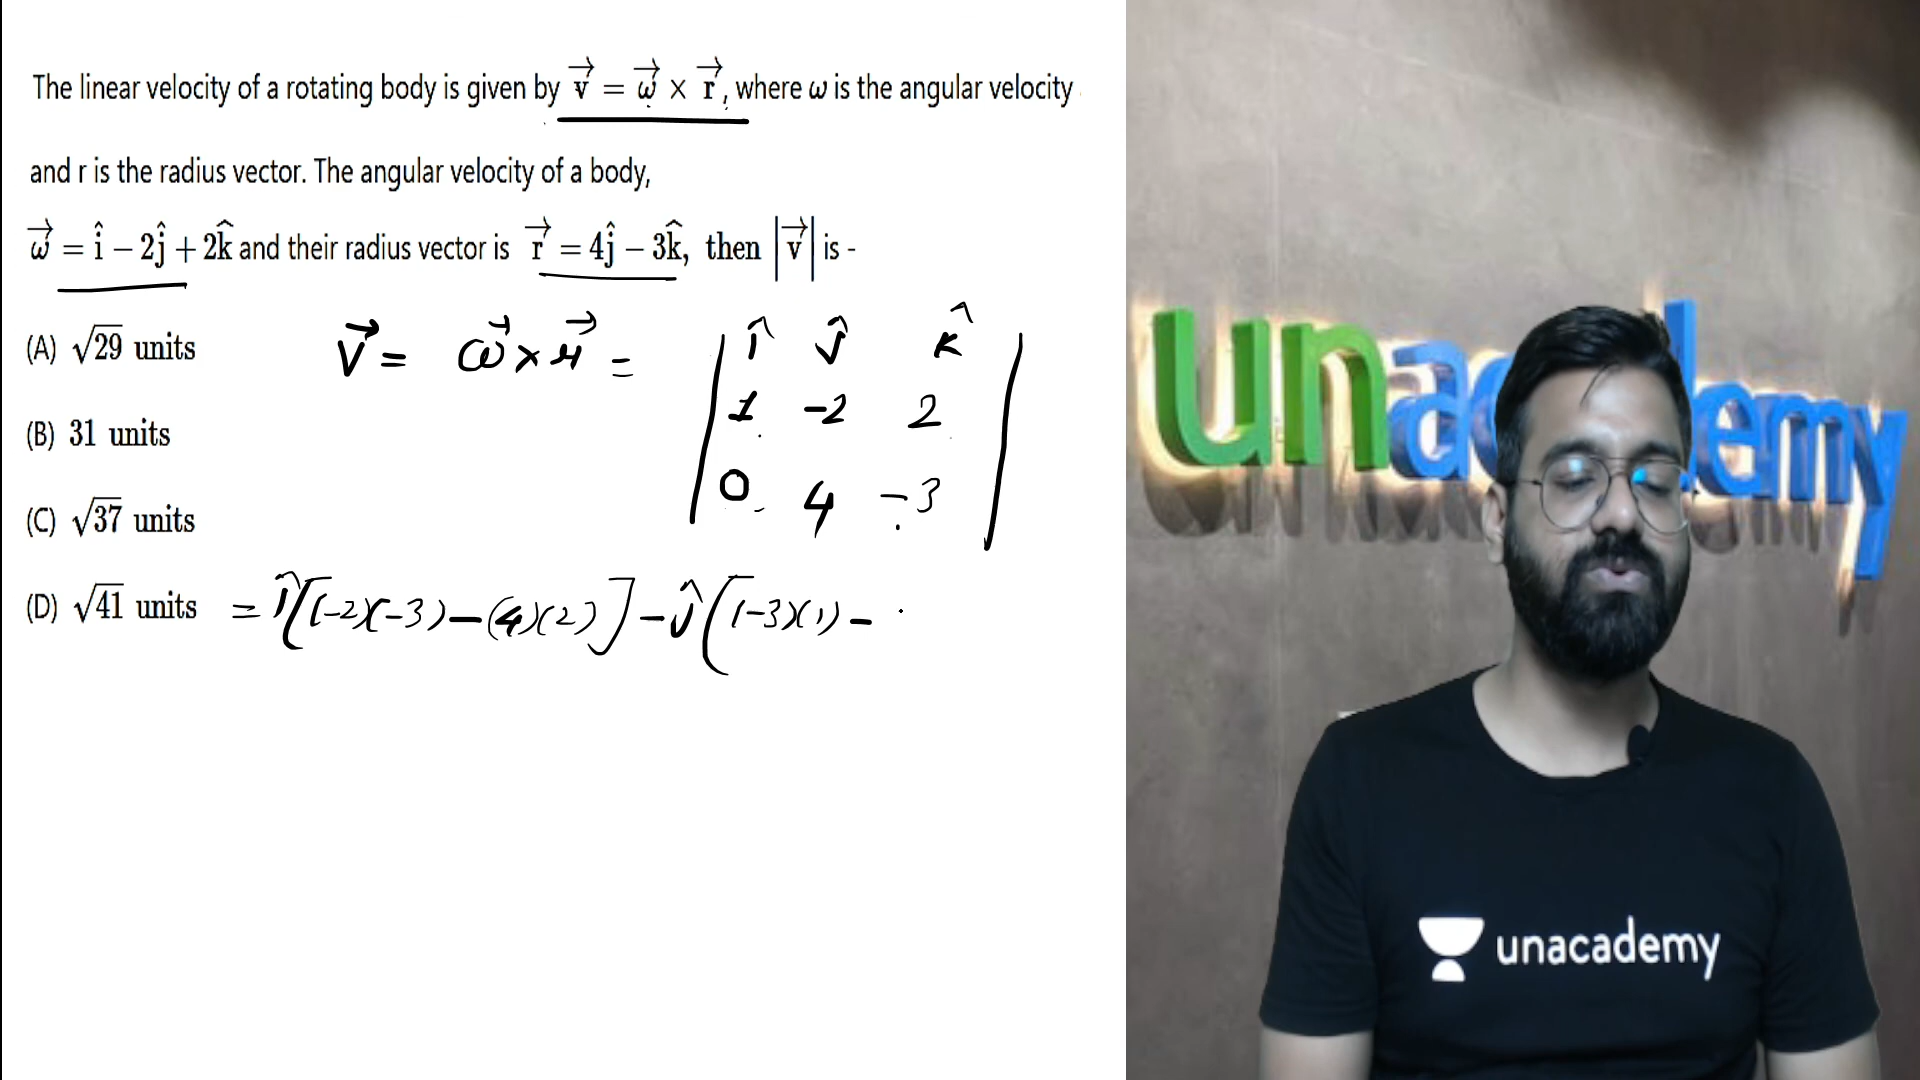 The linear velocity of a rotating body is given by v⃗ = ω⃗ × r⃗, where ω is the angular velocity
and r is the radius vector. The angular velocity of a body,
ω⃗ = î − 2ĵ + 2k̂ and their radius vector is r⃗ = 4ĵ − 3k̂, then |v⃗| is -
(A) √29 units
(B) 31 units
(C) √37 units
(D) √41 units
v⃗ = ω⃗ × r⃗ =
î ĵ k̂
1 -2 2
0 4 -3
= î[(-2)(-3) - (4)(2)] - ĵ[(-3)(1) -
unacademy
unacademy